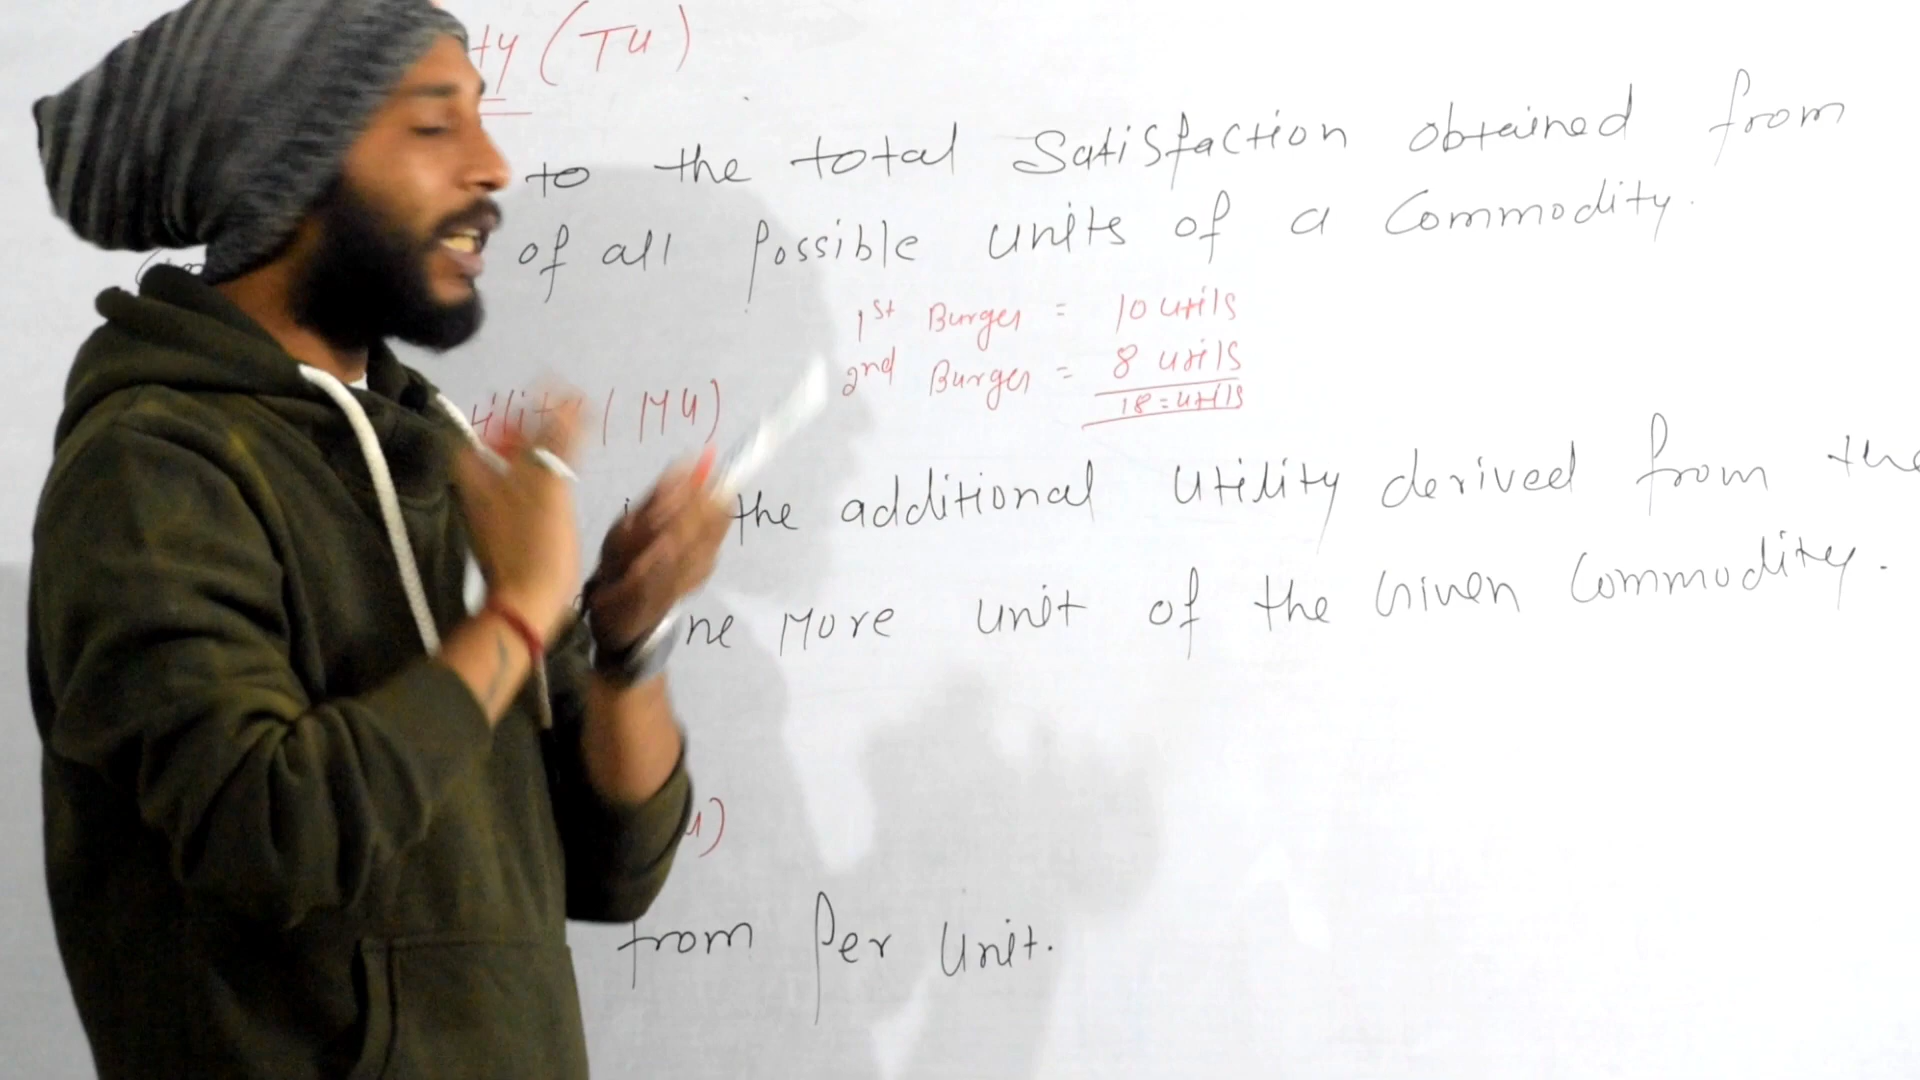 ty (TU)
to the total Satisfaction obtained from
of all possible units of a Commodity.
1st Burger = 10 utils
2nd Burger = 8 utils
18 = utils
ility (MU)
the additional Utility derived from the
ne More unit of the Given Commodity.
u)
from Per Unit.